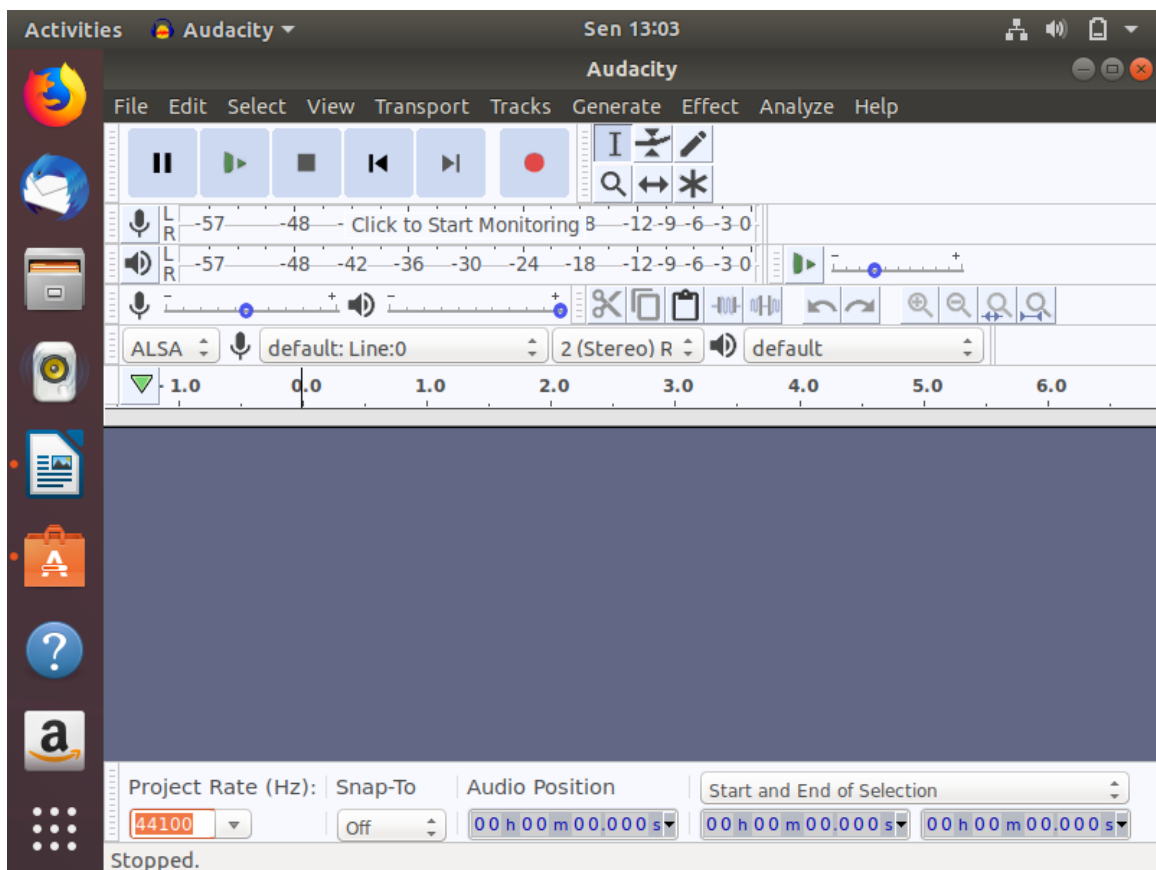 Activities Audacity Sen 13:03
Audacity
File Edit Select View Transport Tracks Generate Effect Analyze Help
L R -57 -48 - Click to Start Monitoring 8 -12 -9 -6 -3 0
L R -57 -48 -42 -36 -30 -24 -18 -12 -9 -6 -3 0 - +
- + - +
ALSA default: Line:0 2 (Stereo) R default
- 1.0 0.0 1.0 2.0 3.0 4.0 5.0 6.0
Project Rate (Hz): Snap-To Audio Position Start and End of Selection
44100 Off 00 h 00 m 00.000 s 00 h 00 m 00.000 s 00 h 00 m 00.000 s
Stopped.